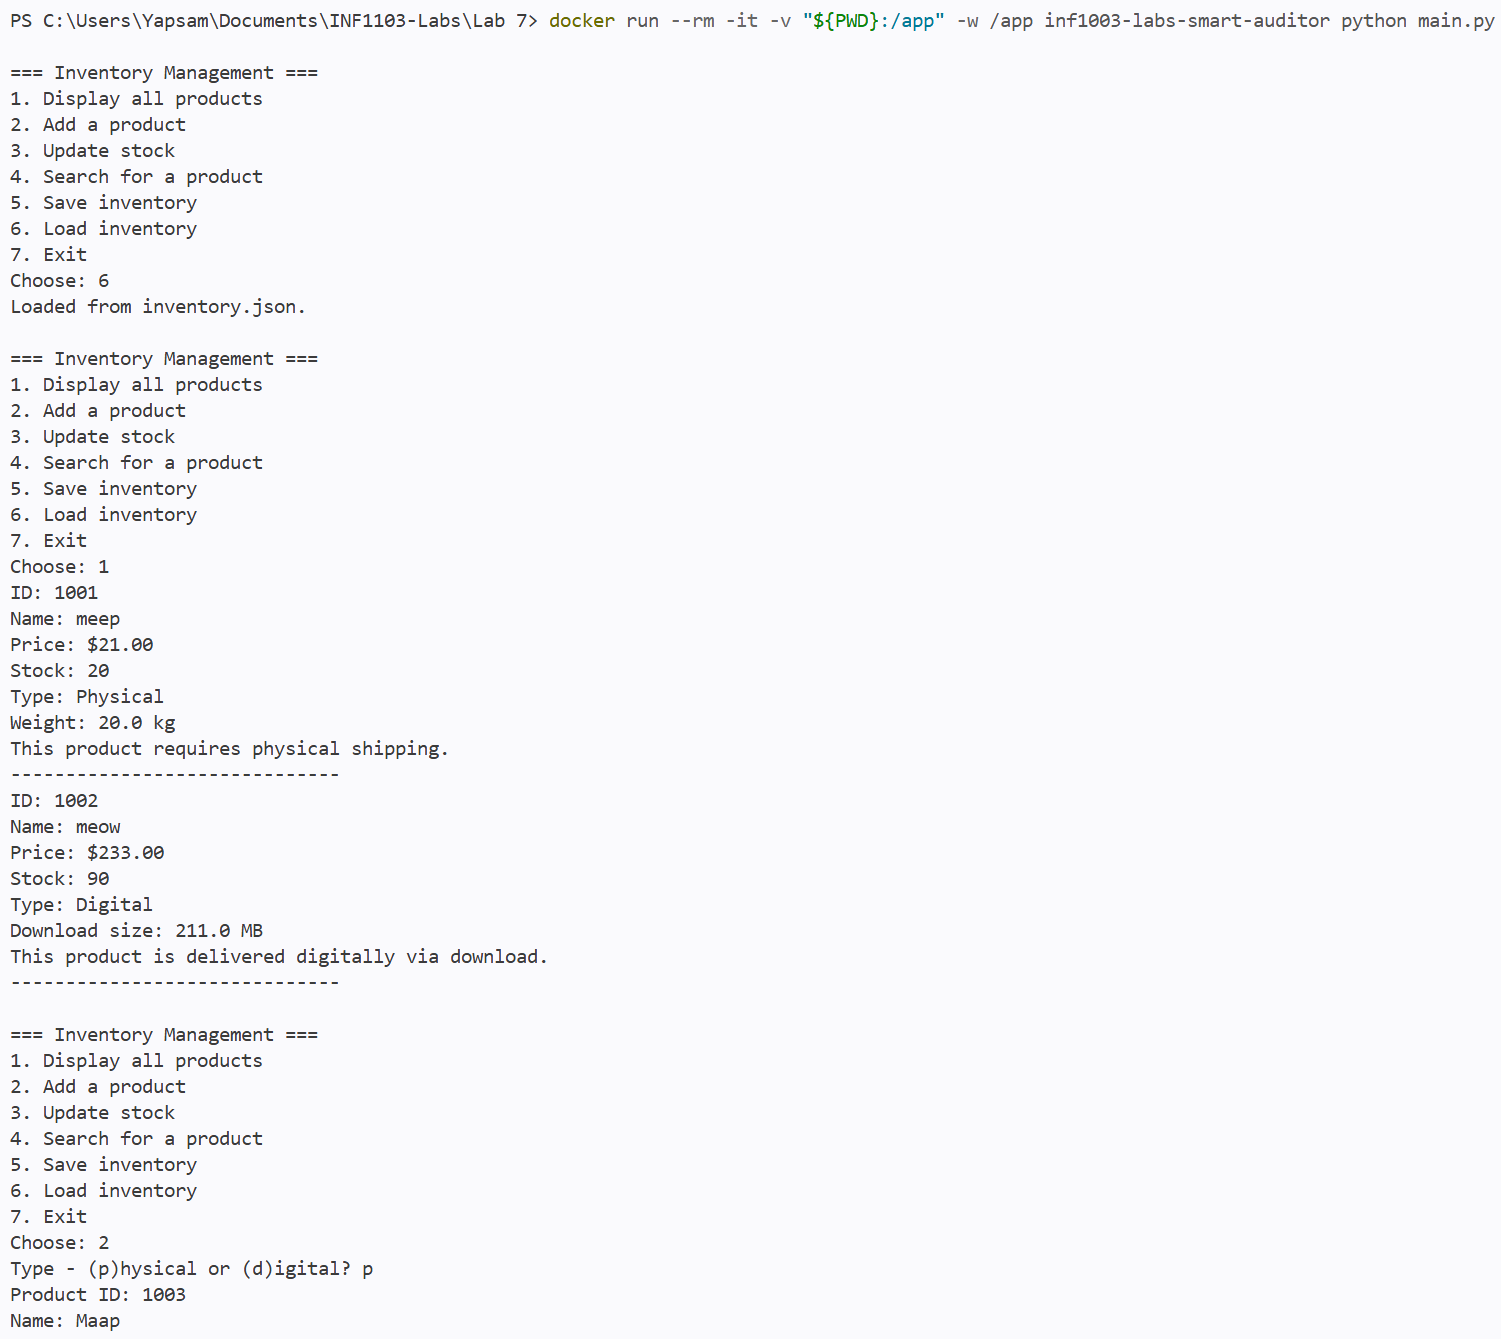 PS C:\Users\Yapsam\Documents\INF1103-Labs\Lab 7> docker run --rm -it -v "${PWD}:/app" -w /app inf1003-labs-smart-auditor python main.py
=== Inventory Management ===
1. Display all products
2. Add a product
3. Update stock
4. Search for a product
5. Save inventory
6. Load inventory
7. Exit
Choose: 6
Loaded from inventory.json.
=== Inventory Management ===
1. Display all products
2. Add a product
3. Update stock
4. Search for a product
5. Save inventory
6. Load inventory
7. Exit
Choose: 1
ID: 1001
Name: meep
Price: $21.00
Stock: 20
Type: Physical
Weight: 20.0 kg
This product requires physical shipping.
------------------------------
ID: 1002
Name: meow
Price: $233.00
Stock: 90
Type: Digital
Download size: 211.0 MB
This product is delivered digitally via download.
------------------------------
=== Inventory Management ===
1. Display all products
2. Add a product
3. Update stock
4. Search for a product
5. Save inventory
6. Load inventory
7. Exit
Choose: 2
Type - (p)hysical or (d)igital? p
Product ID: 1003
Name: Maap